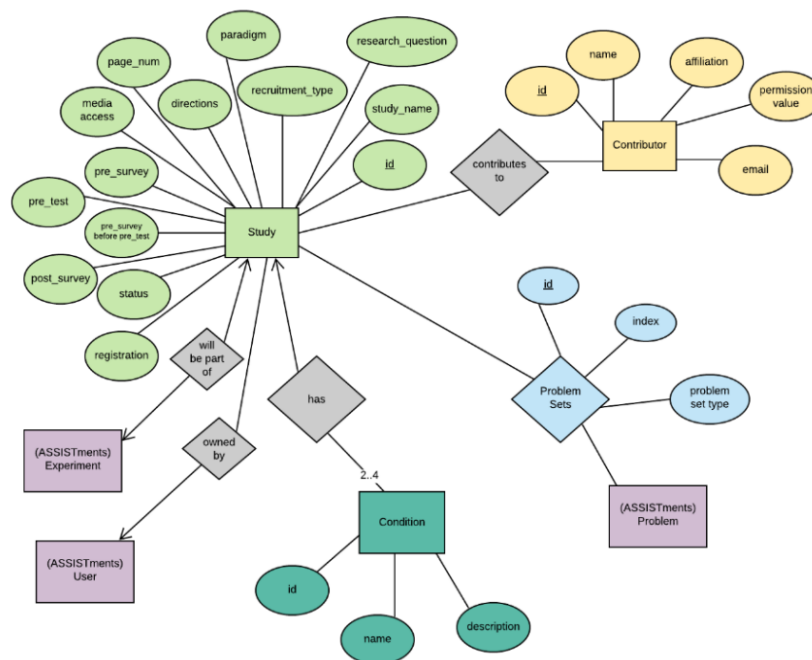 paradigm
research_question
page_num
name
affiliation
media
access
directions
recruitment_type
id
permission
value
study_name
contributes
to
Contributor
pre_survey
id
email
pre_test
pre_survey
before pre_test
Study
post_survey
status
id
index
registration
will
be part
of
Problem
Sets
problem
set type
has
(ASSISTments)
Experiment
owned
by
2..4
(ASSISTments)
Problem
Condition
(ASSISTments)
User
id
name
description